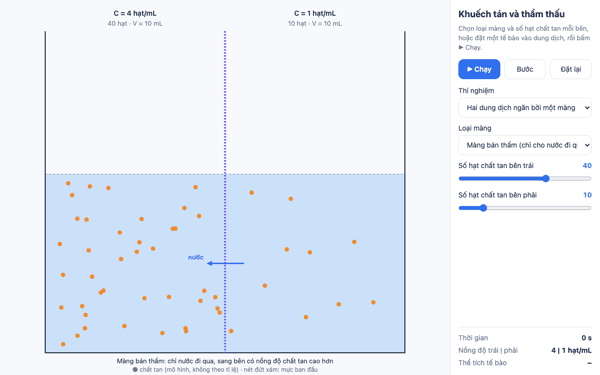 C = 4 hạt/mL
40 hạt · V = 10 mL
C = 1 hạt/mL
10 hạt · V = 10 mL
nước
Màng bán thấm: chỉ nước đi qua, sang bên có nồng độ chất tan cao hơn
chất tan (mô hình, không theo tỉ lệ) · nét đứt xám: mực ban đầu
Khuếch tán và thẩm thấu
Chọn loại màng và số hạt chất tan mỗi bên,
hoặc đặt một tế bào vào dung dịch, rồi bấm
▶ Chạy.
▶ Chạy
Bước
Đặt lại
Thí nghiệm
Hai dung dịch ngăn bởi một màng
Loại màng
Màng bán thấm (chỉ cho nước đi qu
Số hạt chất tan bên trái 40
Số hạt chất tan bên phải 10
Thời gian 0 s
Nồng độ trái | phải 4 | 1 hạt/mL
Thể tích tế bào –